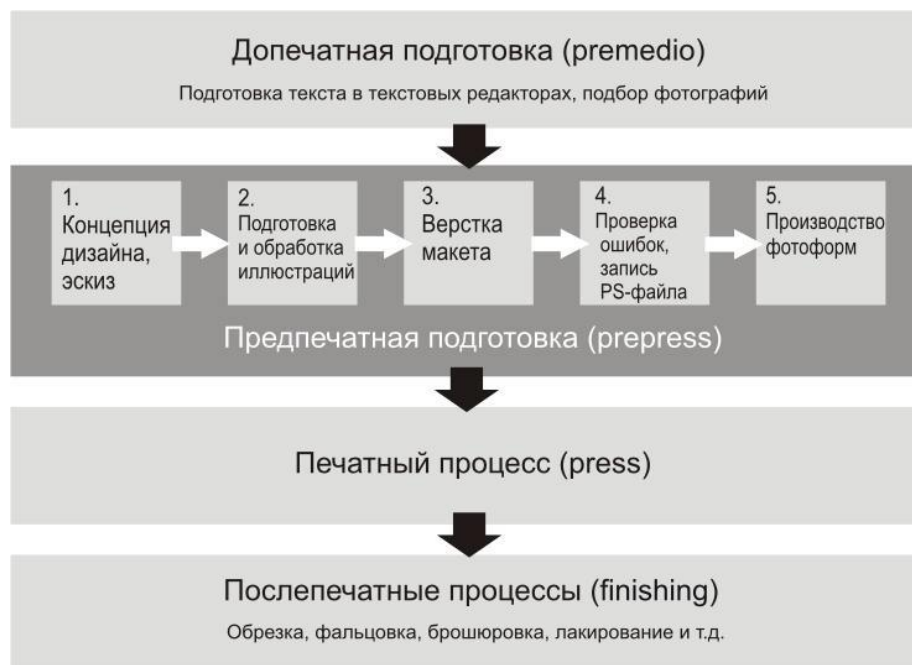 Допечатная подготовка (premedio)
Подготовка текста в текстовых редакторах, подбор фотографий
1.
Концепция
дизайна,
эскиз
2.
Подготовка
и обработка
иллюстраций
3.
Верстка
макета
4.
Проверка
ошибок,
запись
PS-файла
5.
Производство
фотоформ
Предпечатная подготовка (prepress)
Печатный процесс (press)
Послепечатные процессы (finishing)
Обрезка, фальцовка, брошюровка, лакирование и т.д.